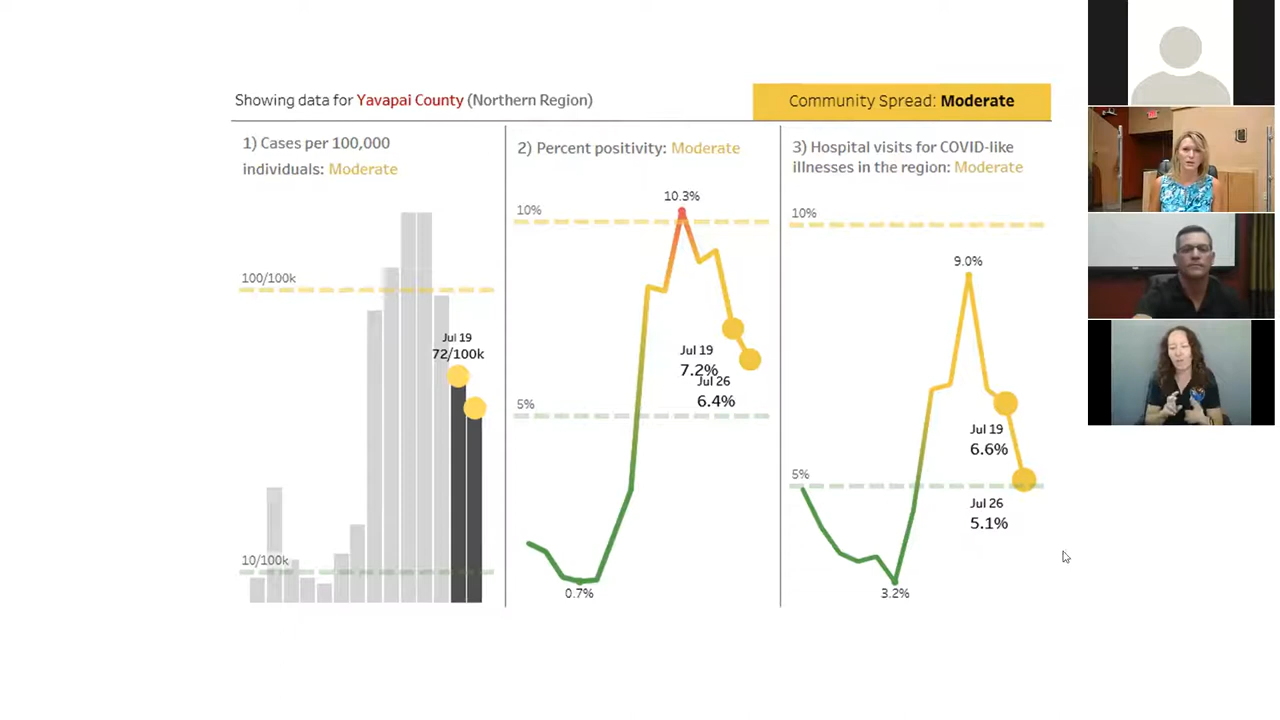 Showing data for Yavapai County (Northern Region)
Community Spread: Moderate
1) Cases per 100,000
individuals: Moderate
100/100k
Jul 19
72/100k
10/100k
2) Percent positivity: Moderate
10.3%
10%
Jul 19
7.2%
Jul 26
6.4%
5%
0.7%
3) Hospital visits for COVID-like
illnesses in the region: Moderate
10%
9.0%
Jul 19
6.6%
5%
Jul 26
5.1%
3.2%